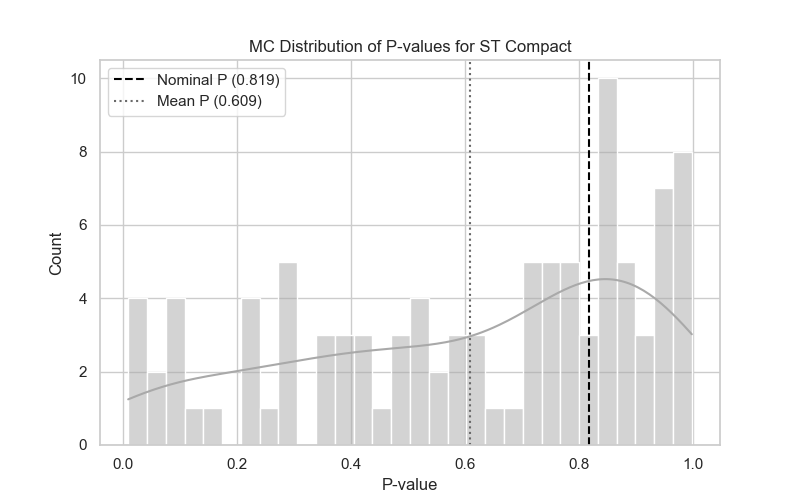 MC Distribution of P-values for ST Compact
Nominal P (0.819)
Mean P (0.609)
Count
10
8
6
4
2
0
0.0 0.2 0.4 0.6 0.8 1.0
P-value